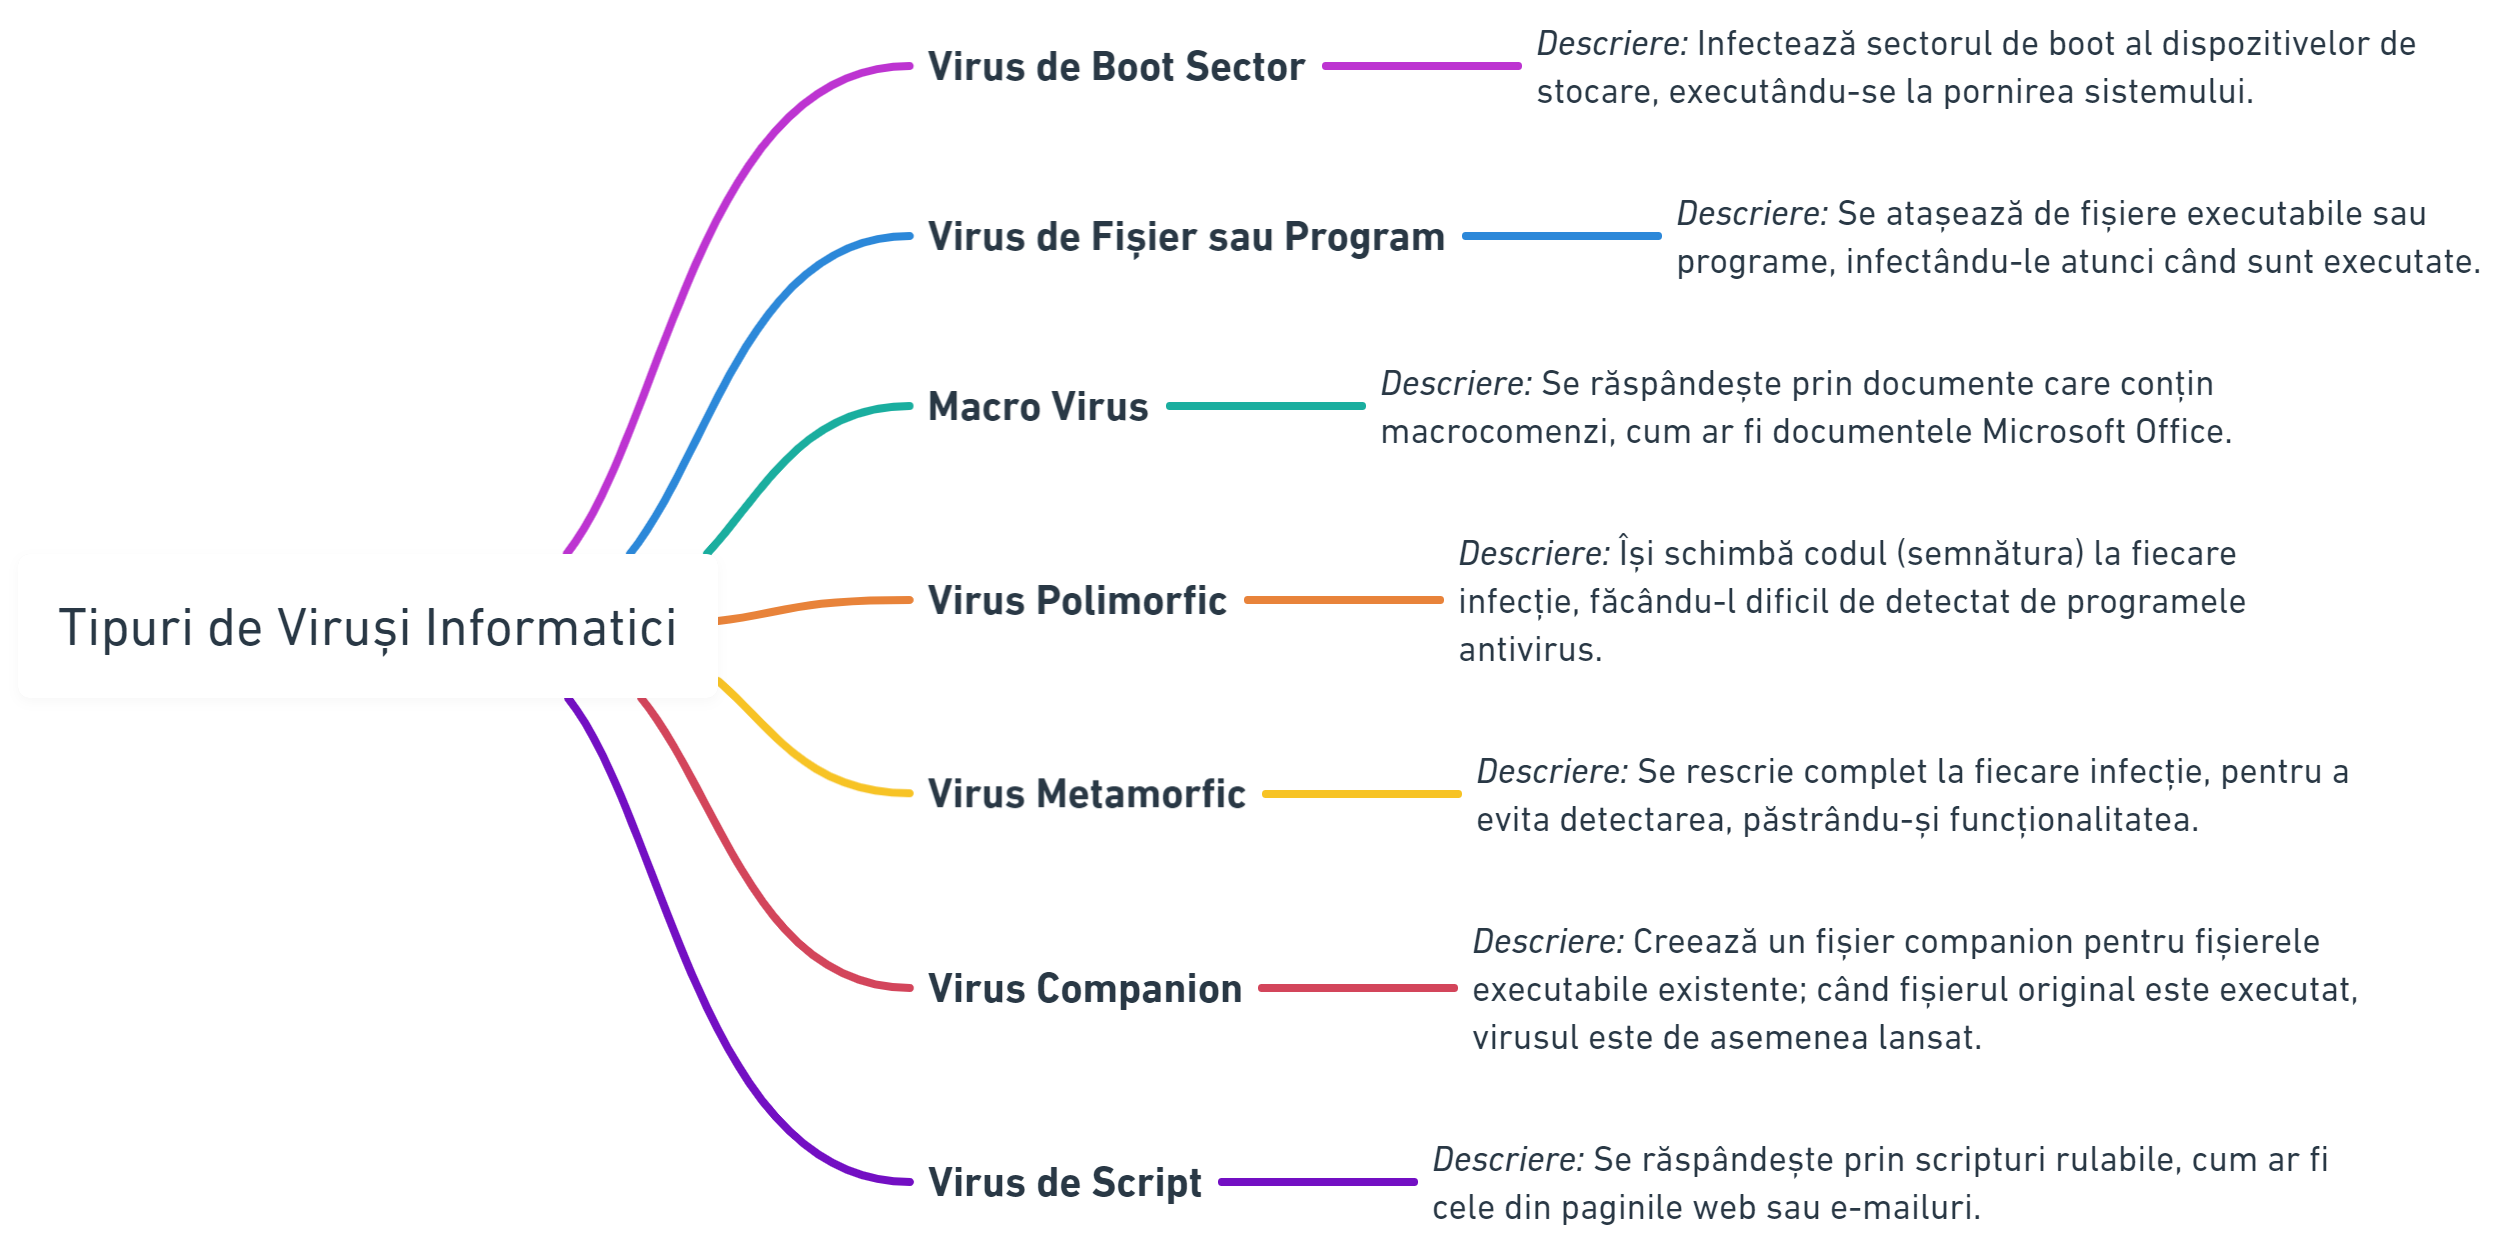 Tipuri de Viruși Informatici
Virus de Boot Sector
Descriere: Infectează sectorul de boot al dispozitivelor de
stocare, executându-se la pornirea sistemului.
Virus de Fișier sau Program
Descriere: Se atașează de fișiere executabile sau
programe, infectându-le atunci când sunt executate.
Macro Virus
Descriere: Se răspândește prin documente care conțin
macrocomenzi, cum ar fi documentele Microsoft Office.
Virus Polimorfic
Descriere: Își schimbă codul (semnătura) la fiecare
infecție, făcându-l dificil de detectat de programele
antivirus.
Virus Metamorfic
Descriere: Se rescrie complet la fiecare infecție, pentru a
evita detectarea, păstrându-și funcționalitatea.
Virus Companion
Descriere: Creează un fișier companion pentru fișierele
executabile existente; când fișierul original este executat,
virusul este de asemenea lansat.
Virus de Script
Descriere: Se răspândește prin scripturi rulabile, cum ar fi
cele din paginile web sau e-mailuri.